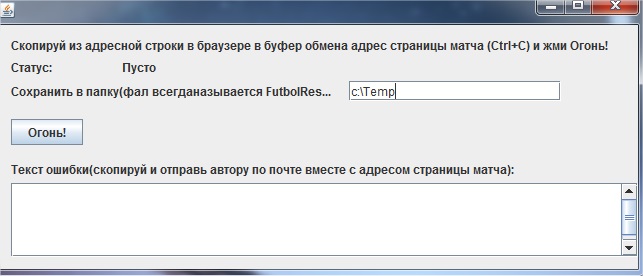 Скопируй из адресной строки в браузере в буфер обмена адрес страницы матча (Ctrl+C) и жми Огонь!
Статус: Пусто
Сохранить в папку(фал всегданазывается FutbolRes... c:\Temp
Огонь!
Текст ошибки(скопируй и отправь автору по почте вместе с адресом страницы матча):